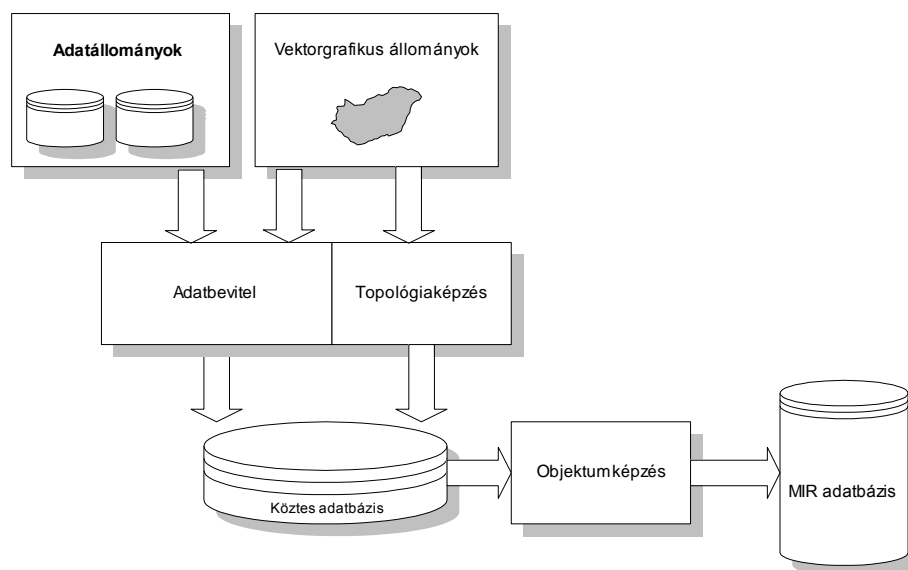 Adatállományok
Vektorgrafikus állományok
Adatbevitel
Topológiaképzés
Köztes adatbázis
Objektumképzés
MIR adatbázis